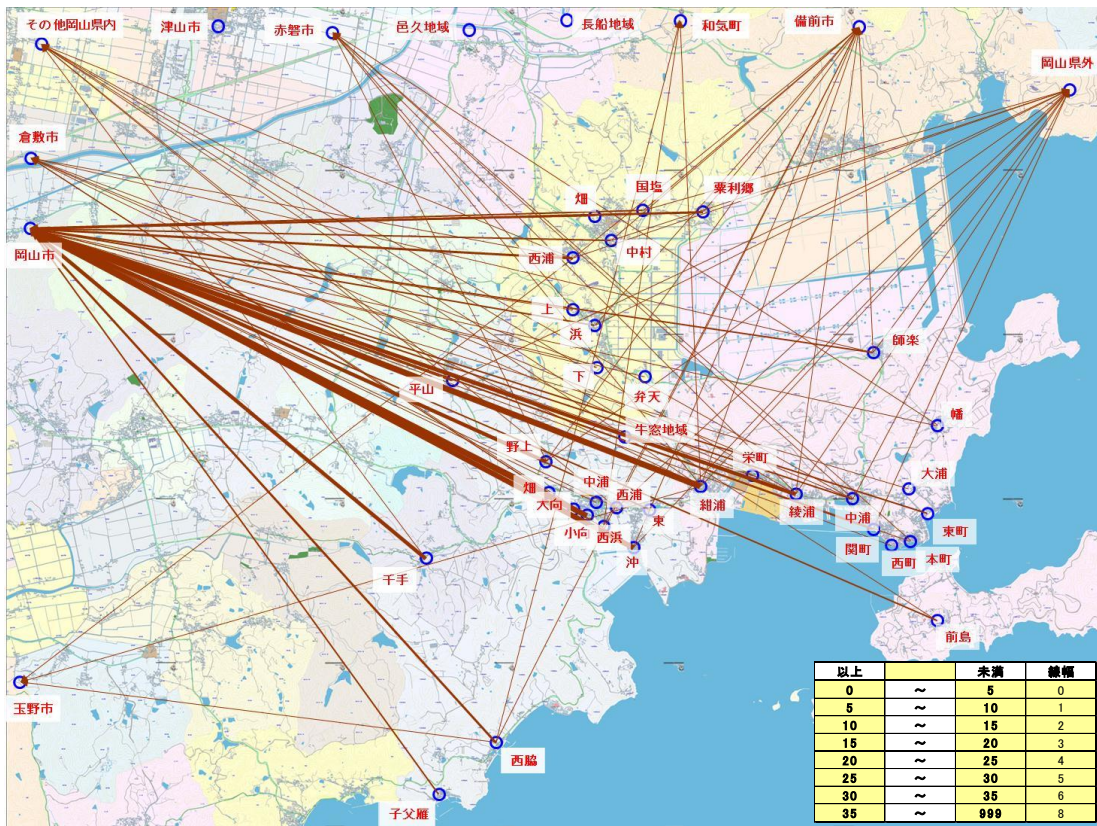 その他岡山県内
津山市
赤磐市
邑久地域
長船地域
和気町
備前市
岡山県外
倉敷市
岡山市
畑
国塩
粟利郷
西浦
中村
上
浜
師楽
下
弁天
平山
幡
牛窓地域
野上
栄町
大浦
畑
中浦
西浦
紺浦
綾浦
中浦
大向
小向
西浜
東
東町
関町
西町
本町
沖
千手
前島
玉野市
西脇
子父雁
以上 未満 線幅
0 ～ 5 0
5 ～ 10 1
10 ～ 15 2
15 ～ 20 3
20 ～ 25 4
25 ～ 30 5
30 ～ 35 6
35 ～ 999 8